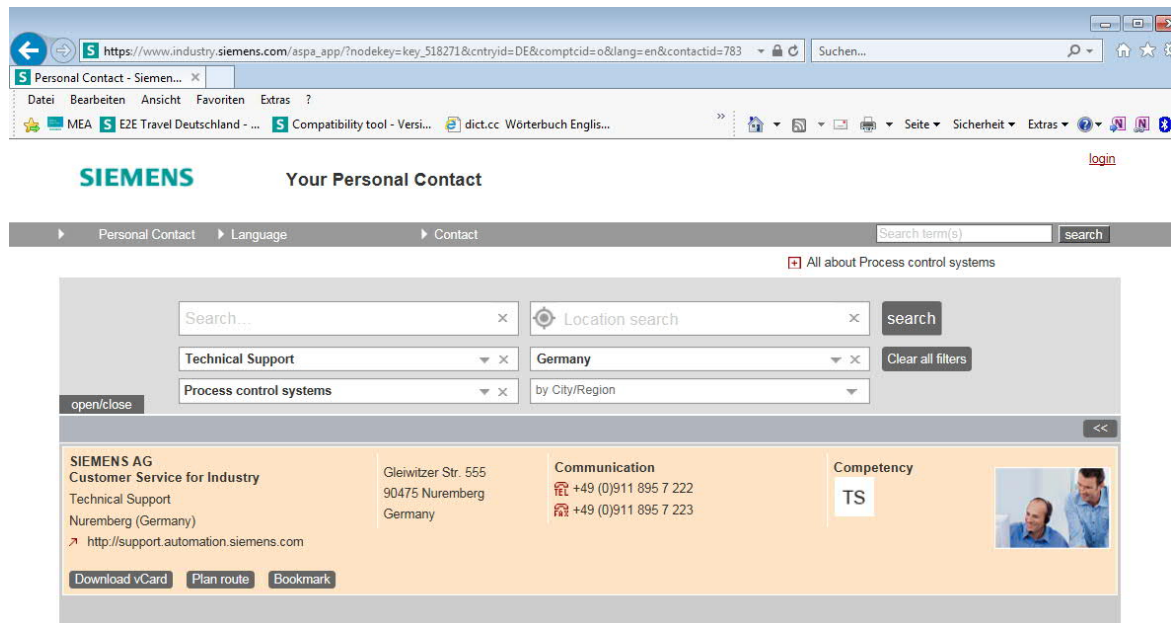 https://www.industry.siemens.com/aspa_app/?nodekey=key_518271&cntryid=DE&comptcid=o&lang=en&contactid=783
Suchen...
S Personal Contact - Siemen...
Datei Bearbeiten Ansicht Favoriten Extras ?
MEA S E2E Travel Deutschland - ... S Compatibility tool - Versi... dict.cc Wörterbuch Englis... » Seite Sicherheit Extras
login
SIEMENS Your Personal Contact
Personal Contact Language Contact Search term(s) search
All about Process control systems
Search... Location search search
Technical Support Germany Clear all filters
Process control systems by City/Region
open/close
<<
SIEMENS AG
Customer Service for Industry
Technical Support
Nuremberg (Germany)
http://support.automation.siemens.com
Gleiwitzer Str. 555
90475 Nuremberg
Germany
Communication
TEL +49 (0)911 895 7 222
FAX +49 (0)911 895 7 223
Competency
TS
Download vCard Plan route Bookmark